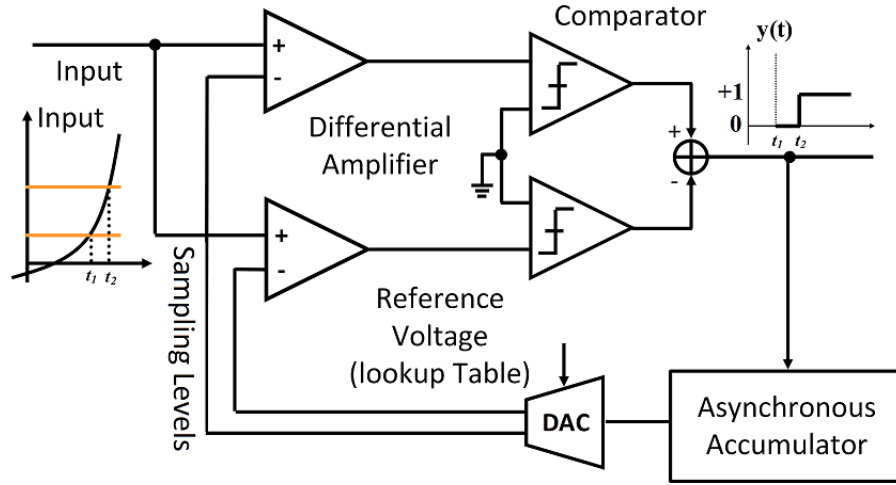 Comparator
y(t)
+1
0
t1
t2
+
-
Input
Input
t1
t2
Differential
Amplifier
+
-
+
-
Sampling Levels
Reference
Voltage
(lookup Table)
DAC
Asynchronous
Accumulator